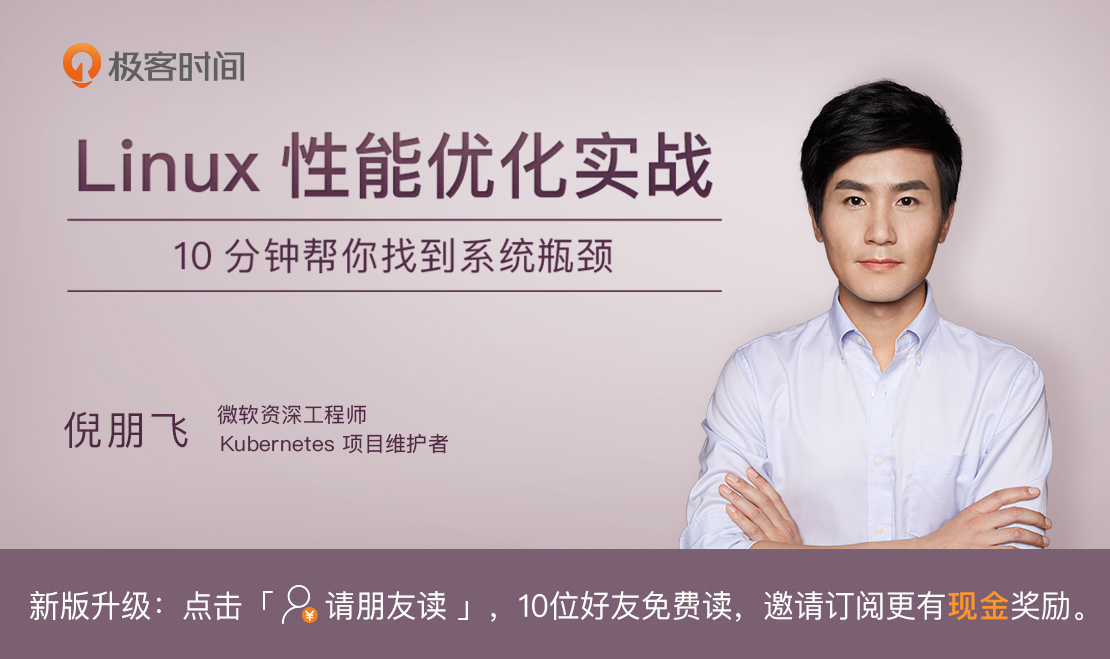 极客时间
Linux 性能优化实战
10 分钟帮你找到系统瓶颈
倪朋飞
微软资深工程师
Kubernetes 项目维护者
新版升级：点击「 ¥ 请朋友读 」，10位好友免费读，邀请订阅更有现金奖励。